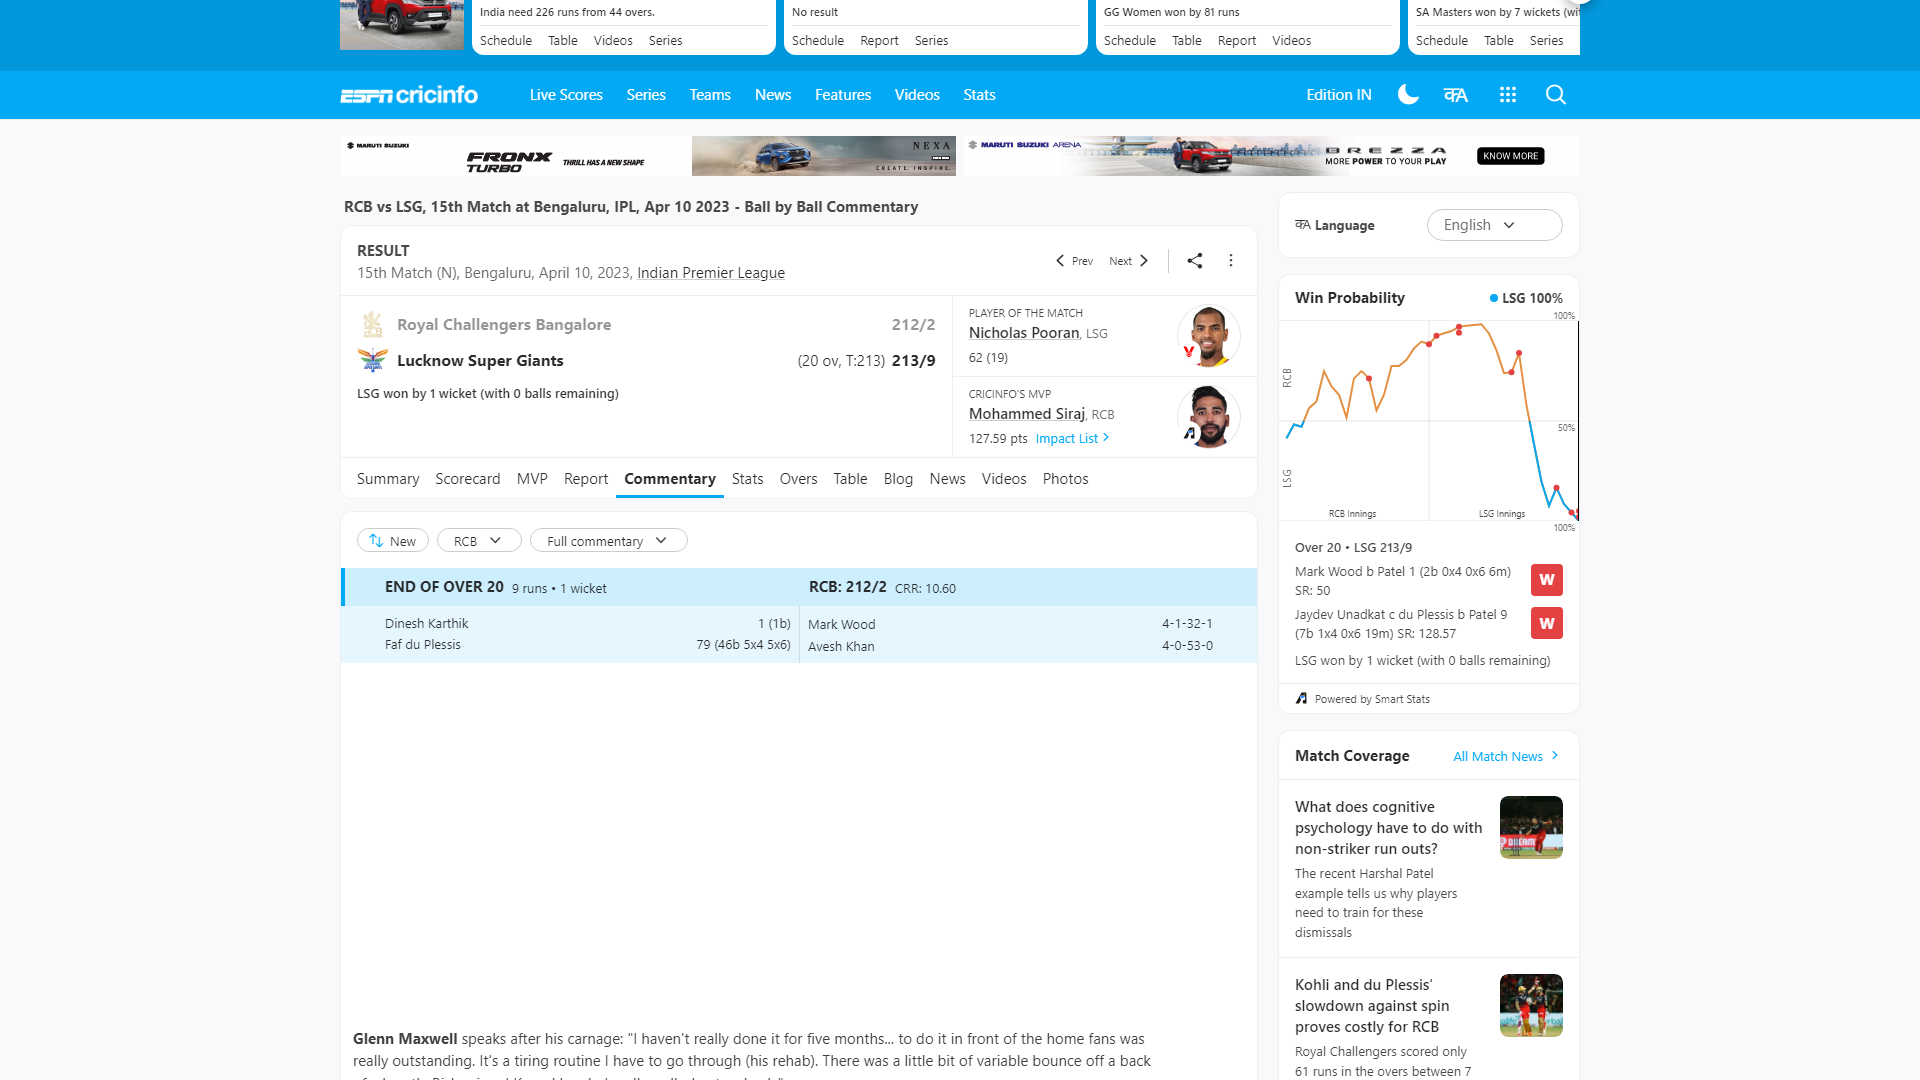 India need 226 runs from 44 overs.
Schedule Table Videos Series
No result
Schedule Report Series
GG Women won by 81 runs
Schedule Table Report Videos
SA Masters won by 7 wickets (wi
Schedule Table Series
ESPN cricinfo
Live Scores Series Teams News Features Videos Stats
Edition IN
MARUTI SUZUKI
FRONX
TURBO
THRILL HAS A NEW SHAPE
NEXA
CREATE. INSPIRE.
MARUTI SUZUKI ARENA
BREZZA
MORE POWER TO YOUR PLAY
KNOW MORE
RCB vs LSG, 15th Match at Bengaluru, IPL, Apr 10 2023 - Ball by Ball Commentary
RESULT
15th Match (N), Bengaluru, April 10, 2023, Indian Premier League
Prev Next
Royal Challengers Bangalore 212/2
Lucknow Super Giants (20 ov, T:213) 213/9
LSG won by 1 wicket (with 0 balls remaining)
PLAYER OF THE MATCH
Nicholas Pooran, LSG
62 (19)
CRICINFO'S MVP
Mohammed Siraj, RCB
127.59 pts Impact List
Summary Scorecard MVP Report Commentary Stats Overs Table Blog News Videos Photos
New RCB Full commentary
END OF OVER 20 9 runs • 1 wicket RCB: 212/2 CRR: 10.60
Dinesh Karthik 1 (1b) Mark Wood 4-1-32-1
Faf du Plessis 79 (46b 5x4 5x6) Avesh Khan 4-0-53-0
Glenn Maxwell speaks after his carnage: "I haven't really done it for five months... to do it in front of the home fans was
really outstanding. It's a tiring routine I have to go through (his rehab). There was a little bit of variable bounce off a back
कA Language English
Win Probability LSG 100%
100%
RCB
50%
LSG
RCB Innings LSG Innings
100%
Over 20 • LSG 213/9
Mark Wood b Patel 1 (2b 0x4 0x6 6m)
SR: 50
W
Jaydev Unadkat c du Plessis b Patel 9
(7b 1x4 0x6 19m) SR: 128.57
W
LSG won by 1 wicket (with 0 balls remaining)
Powered by Smart Stats
Match Coverage All Match News
What does cognitive
psychology have to do with
non-striker run outs?
The recent Harshal Patel
example tells us why players
need to train for these
dismissals
Kohli and du Plessis'
slowdown against spin
proves costly for RCB
Royal Challengers scored only
61 runs in the overs between 7